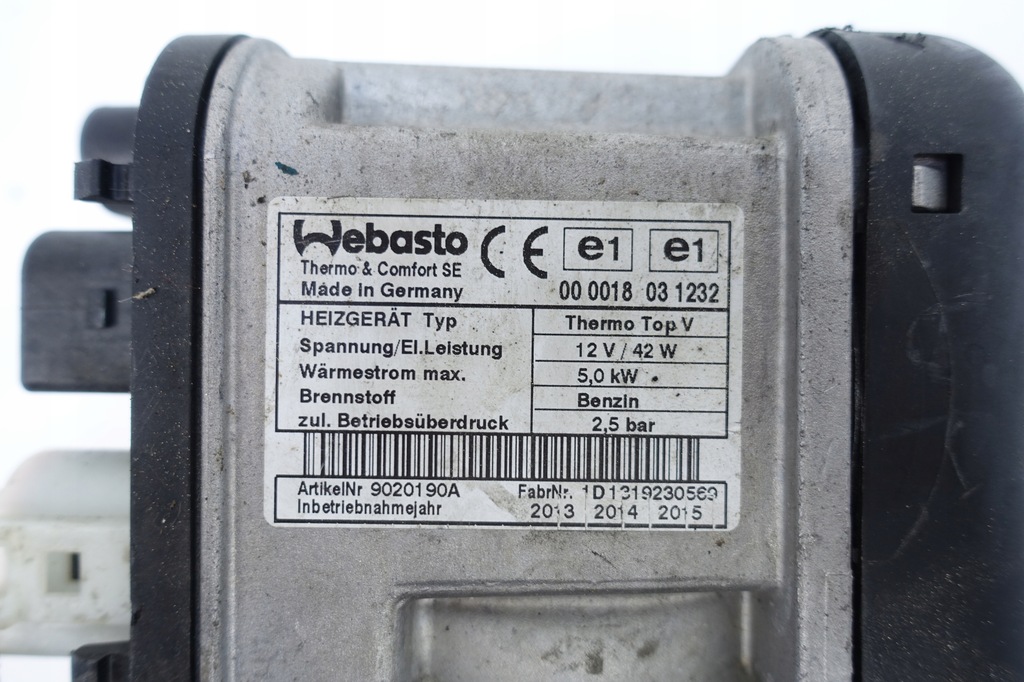 Webasto
Thermo & Comfort SE
Made in Germany
CE e1 e1
00 0018 03 1232
HEIZGERÄT Typ Thermo Top V
Spannung/El.Leistung 12 V / 42 W
Wärmestrom max. 5,0 kW
Brennstoff Benzin
zul. Betriebsüberdruck 2,5 bar
ArtikelNr 9020190A FabrNr. 1D1319230569
Inbetriebnahmejahr 2013 2014 2015